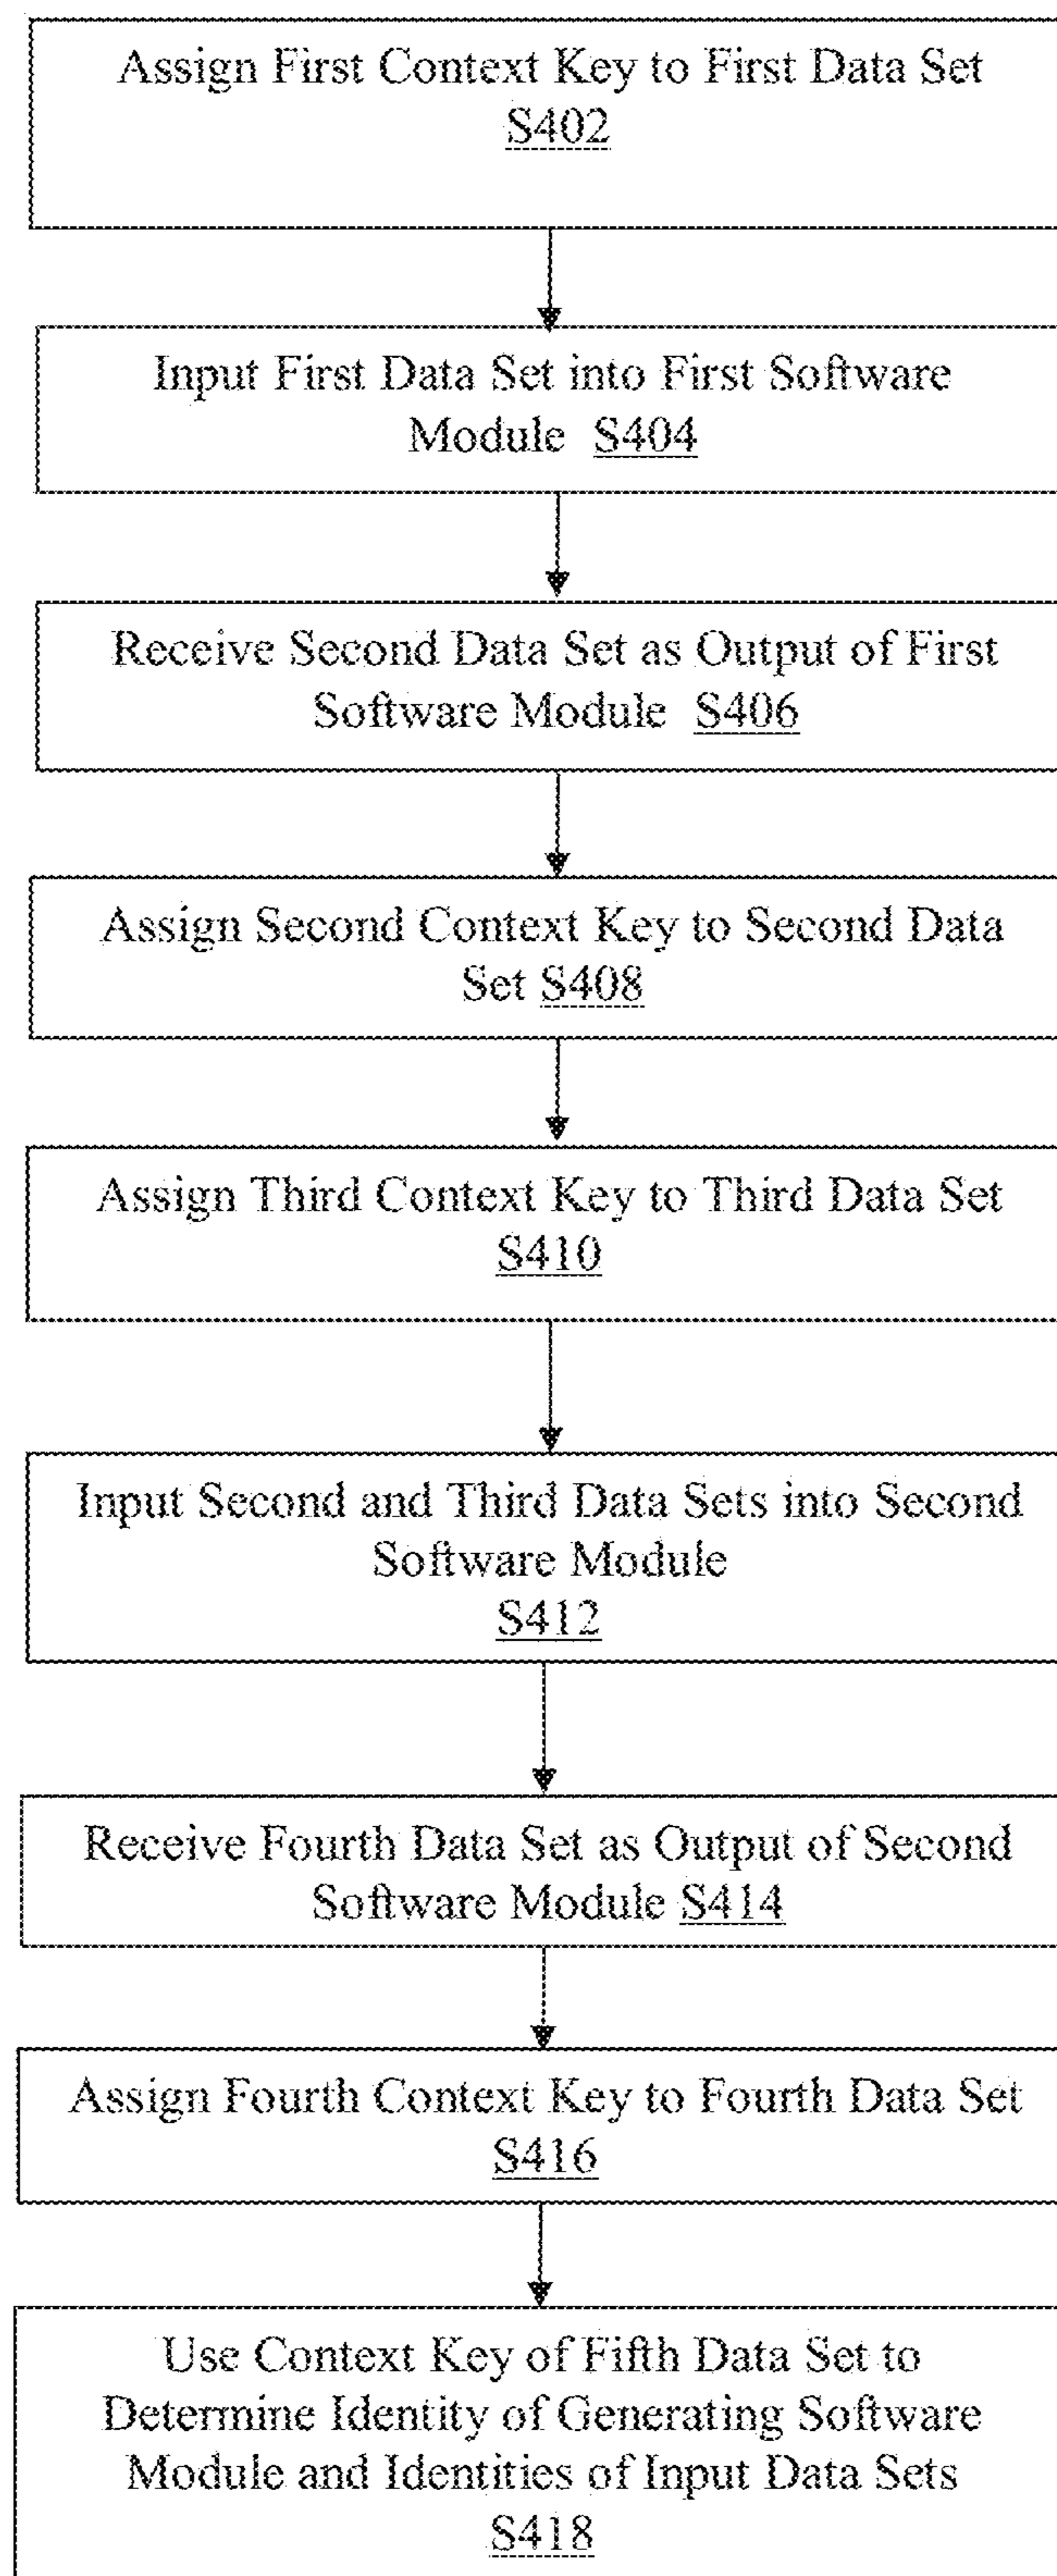 Assign First Context Key to First Data Set
S402
Input First Data Set into First Software
Module S404
Receive Second Data Set as Output of First
Software Module S406
Assign Second Context Key to Second Data
Set S408
Assign Third Context Key to Third Data Set
S410
Input Second and Third Data Sets into Second
Software Module
S412
Receive Fourth Data Set as Output of Second
Software Module S414
Assign Fourth Context Key to Fourth Data Set
S416
Use Context Key of Fifth Data Set to
Determine Identity of Generating Software
Module and Identities of Input Data Sets
S418